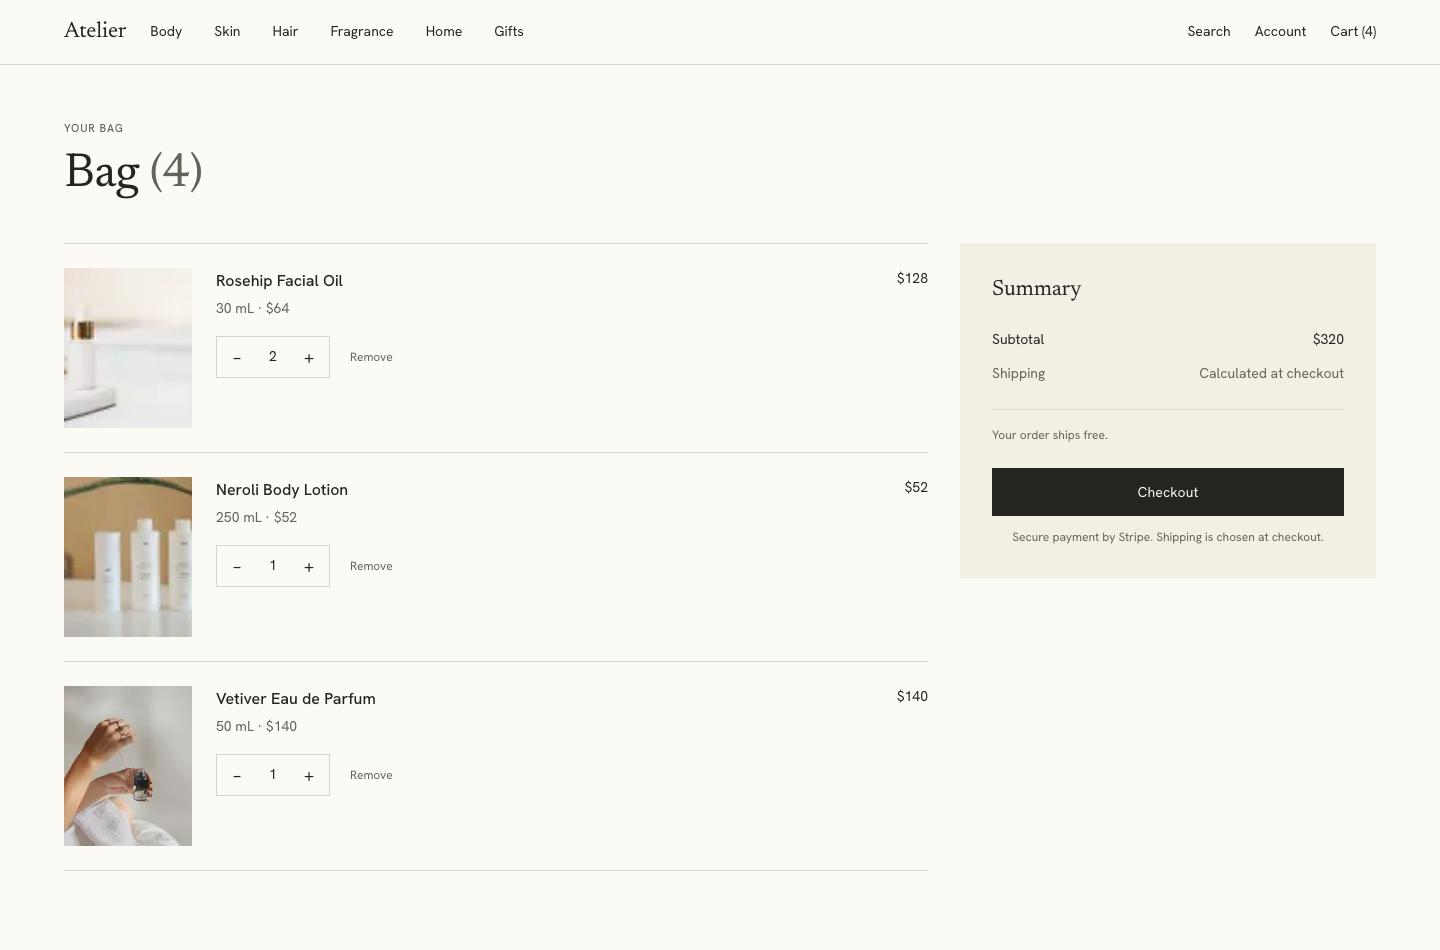 Atelier Body Skin Hair Fragrance Home Gifts Search Account Cart (4)
YOUR BAG
Bag (4)
Rosehip Facial Oil $128
30 mL · $64
− 2 + Remove
Neroli Body Lotion $52
250 mL · $52
− 1 + Remove
Vetiver Eau de Parfum $140
50 mL · $140
− 1 + Remove
Summary
Subtotal $320
Shipping Calculated at checkout
Your order ships free.
Checkout
Secure payment by Stripe. Shipping is chosen at checkout.